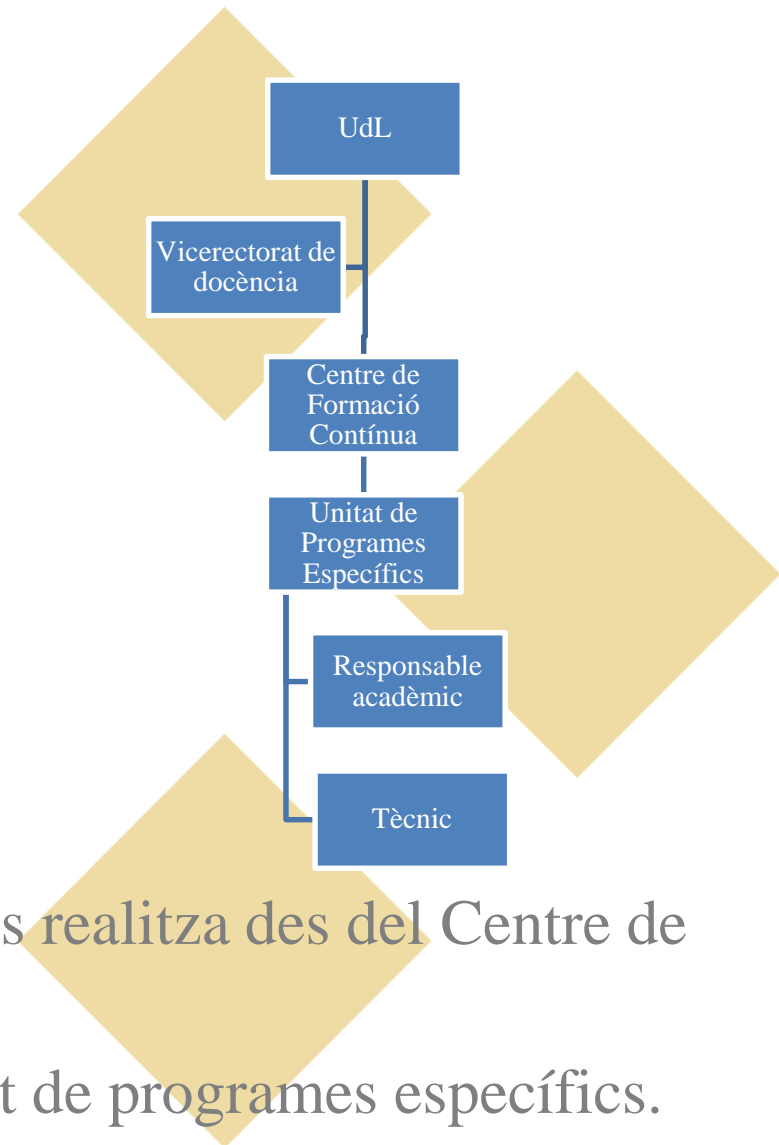 UdL
Vicerectorat de
docència
Centre de
Formació
Contínua
Unitat de
Programes
Específics
Responsable
acadèmic
Tècnic
s realitza des del Centre de
t de programes específics.